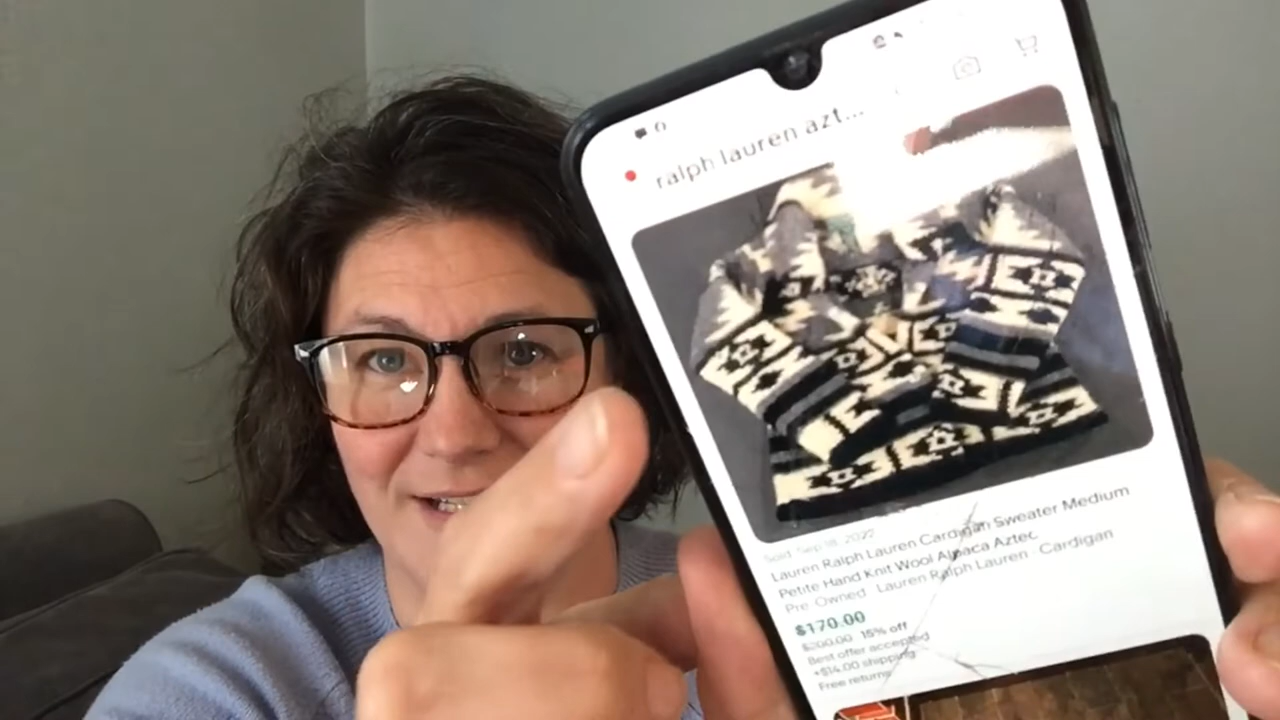 ralph lauren azt...
Sold Sep 18, 2022
Lauren Ralph Lauren Cardigan Sweater Medium
Petite Hand Knit Wool Alpaca Aztec
Pre-Owned · Lauren Ralph Lauren · Cardigan
$170.00
$200.00 15% off
Best offer accepted
+$14.00 shipping
Free returns